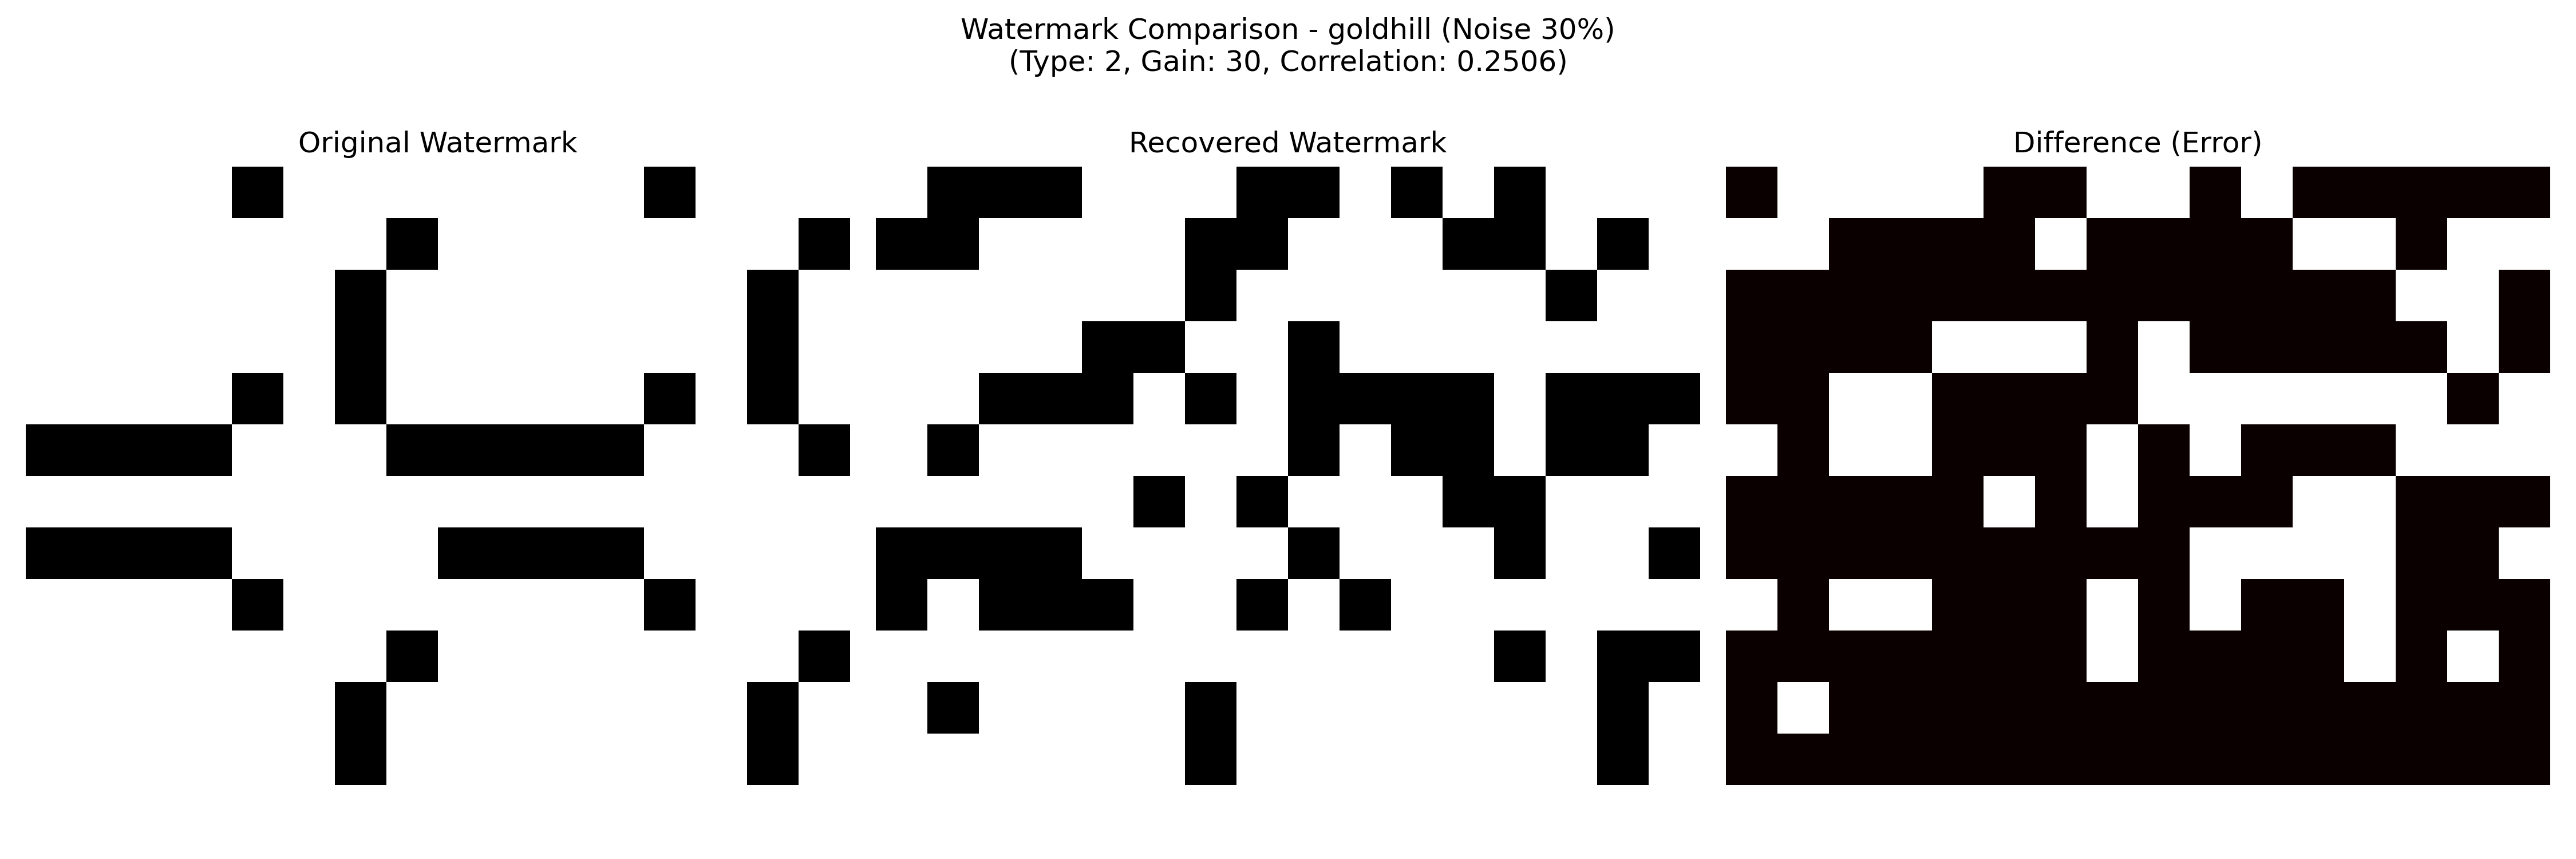 Watermark Comparison - goldhill (Noise 30%)
(Type: 2, Gain: 30, Correlation: 0.2506)
Original Watermark
Recovered Watermark
Difference (Error)